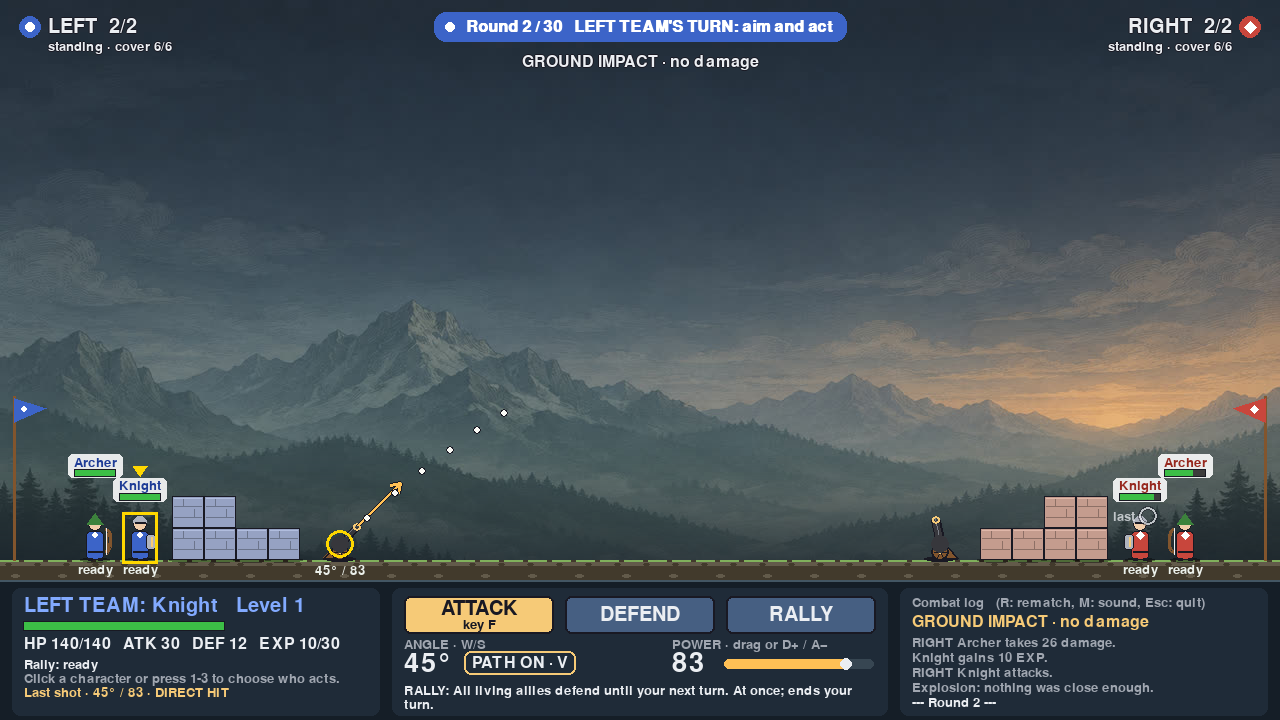 LEFT 2/2
standing · cover 6/6
Round 2 / 30 LEFT TEAM'S TURN: aim and act
GROUND IMPACT · no damage
RIGHT 2/2
standing · cover 6/6
Archer
Knight
Archer
Knight
last
ready ready
45° / 83
ready ready
LEFT TEAM: Knight Level 1
HP 140/140 ATK 30 DEF 12 EXP 10/30
Rally: ready
Click a character or press 1-3 to choose who acts.
Last shot · 45° / 83 · DIRECT HIT
ATTACK
key F
DEFEND
RALLY
ANGLE · W/S
45° PATH ON · V
POWER · drag or D+ / A−
83
RALLY: All living allies defend until your next turn. At once; ends your
turn.
Combat log (R: rematch, M: sound, Esc: quit)
GROUND IMPACT · no damage
RIGHT Archer takes 26 damage.
Knight gains 10 EXP.
RIGHT Knight attacks.
Explosion: nothing was close enough.
--- Round 2 ---